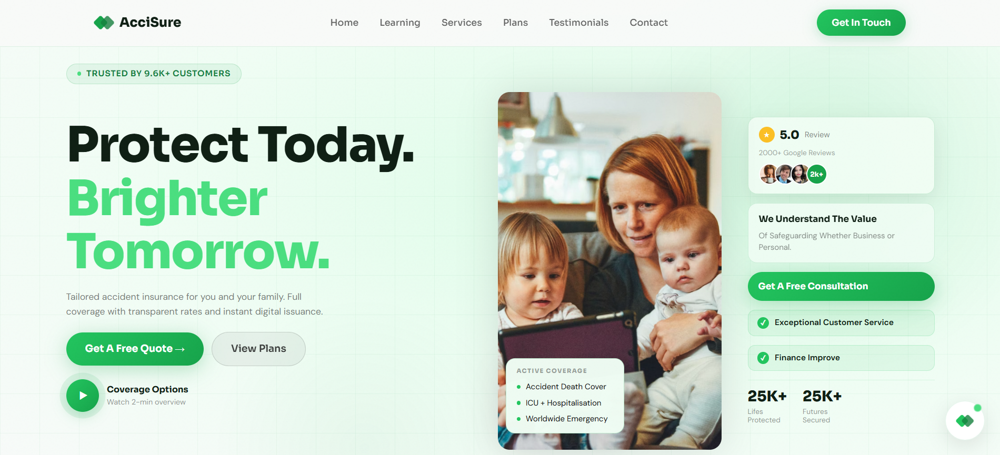 AcciSure
Home
Learning
Services
Plans
Testimonials
Contact
Get In Touch
TRUSTED BY 9.6K+ CUSTOMERS
Protect Today.
Brighter
Tomorrow.
Tailored accident insurance for you and your family. Full
coverage with transparent rates and instant digital issuance.
Get A Free Quote →
View Plans
Coverage Options
Watch 2-min overview
ACTIVE COVERAGE
Accident Death Cover
ICU + Hospitalisation
Worldwide Emergency
5.0 Review
2000+ Google Reviews
2k+
We Understand The Value
Of Safeguarding Whether Business or
Personal.
Get A Free Consultation
Exceptional Customer Service
Finance Improve
25K+
Lifes
Protected
25K+
Futures
Secured